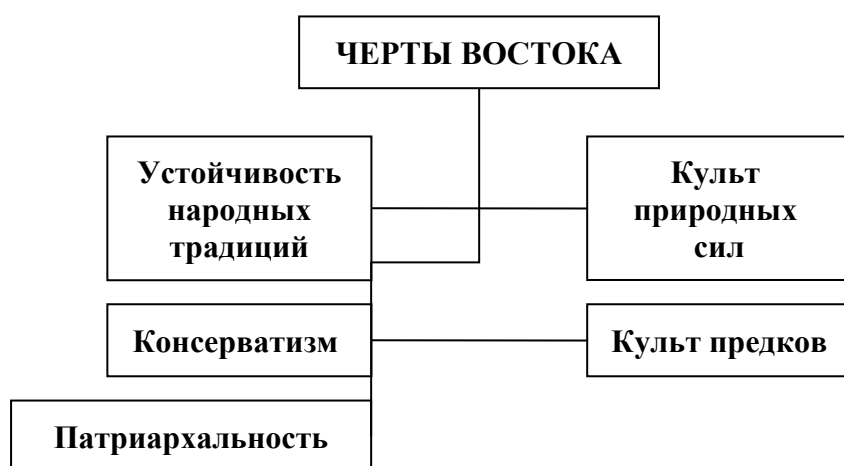 ЧЕРТЫ ВОСТОКА
Устойчивость
народных
традиций
Культ
природных
сил
Консерватизм
Культ предков
Патриархальность